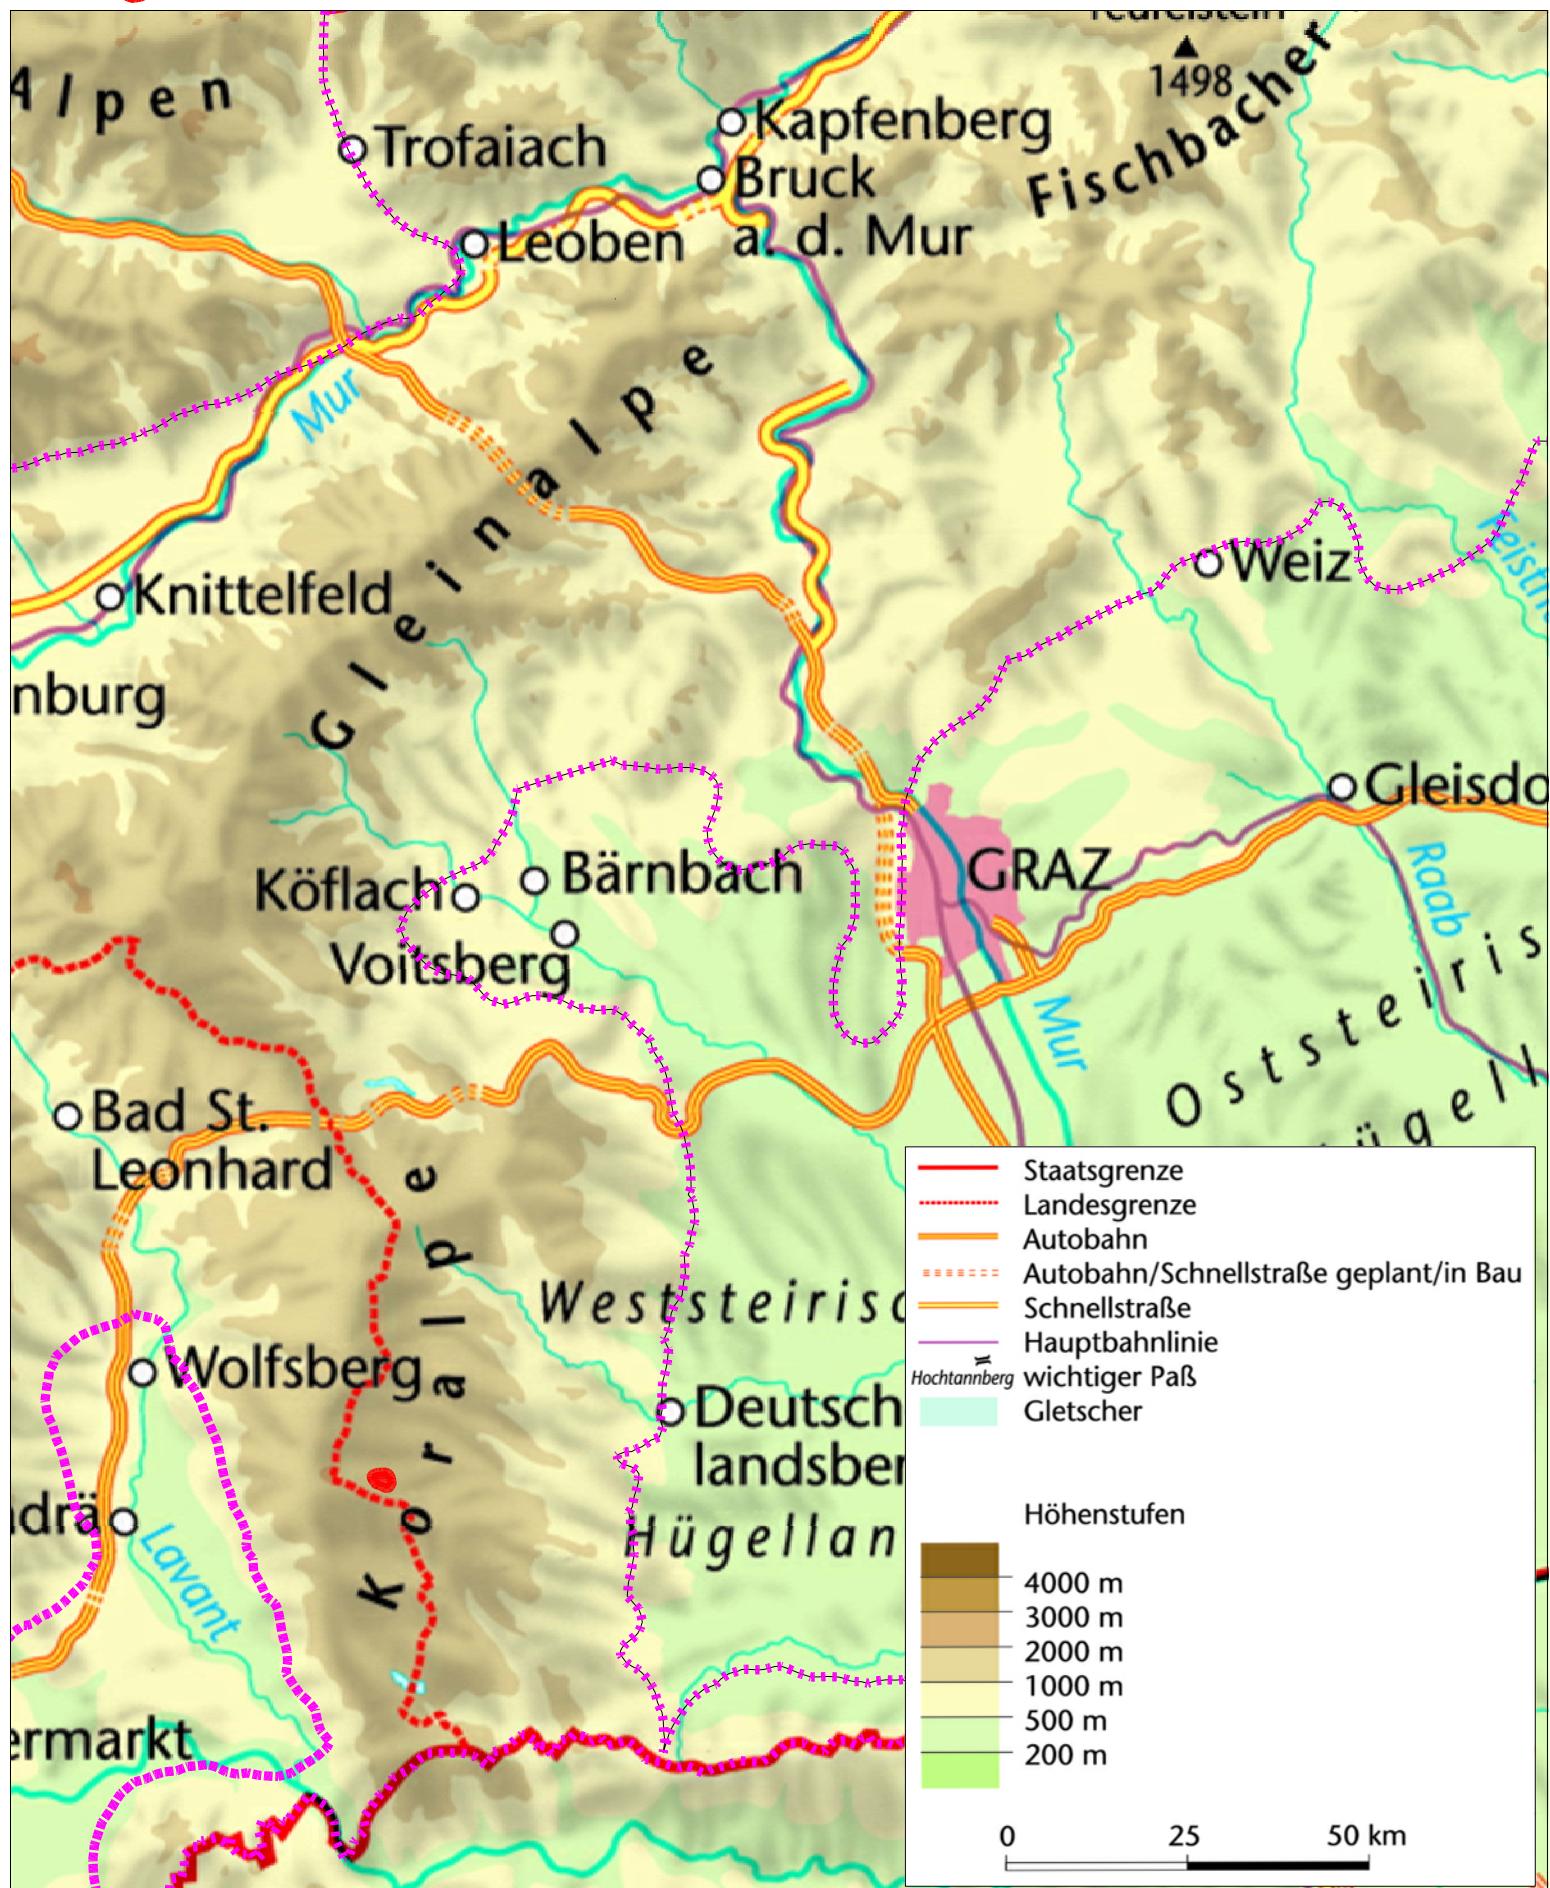 Teufelstein
1498
Alpen
Fischbacher
Kapfenberg
Trofaiach
Bruck
a. d. Mur
Leoben
Mur
Gleinalpe
Weiz
Knittelfeld
nburg
Gleisdo
GRAZ
Bärnbach
Köflach
Raab
Voitsberg
Mur
Oststeiris
ügell
Bad St.
Leonhard
Koralpe
Weststeirisc
Wolfsberg
Deutsch
landsber
drä
Hügellan
Lavant
ermarkt
Staatsgrenze
Landesgrenze
Autobahn
Autobahn/Schnellstraße geplant/in Bau
Schnellstraße
Hauptbahnlinie
Hochtannberg wichtiger Paß
Gletscher
Höhenstufen
4000 m
3000 m
2000 m
1000 m
500 m
200 m
0 25 50 km